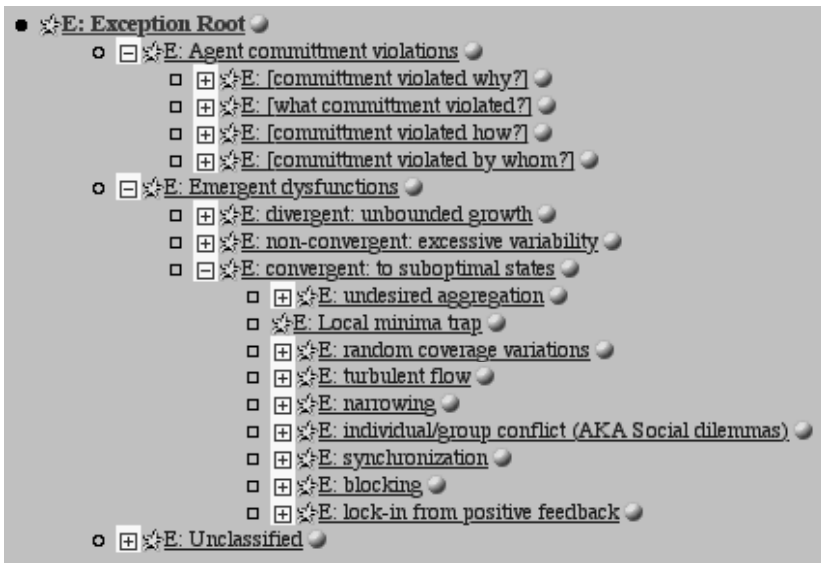 E: Exception Root
E: Agent committment violations
E: [committment violated why?]
E: [what committment violated?]
E: [committment violated how?]
E: [committment violated by whom?]
E: Emergent dysfunctions
E: divergent: unbounded growth
E: non-convergent: excessive variability
E: convergent: to suboptimal states
E: undesired aggregation
E: Local minima trap
E: random coverage variations
E: turbulent flow
E: narrowing
E: individual/group conflict (AKA Social dilemmas)
E: synchronization
E: blocking
E: lock-in from positive feedback
E: Unclassified